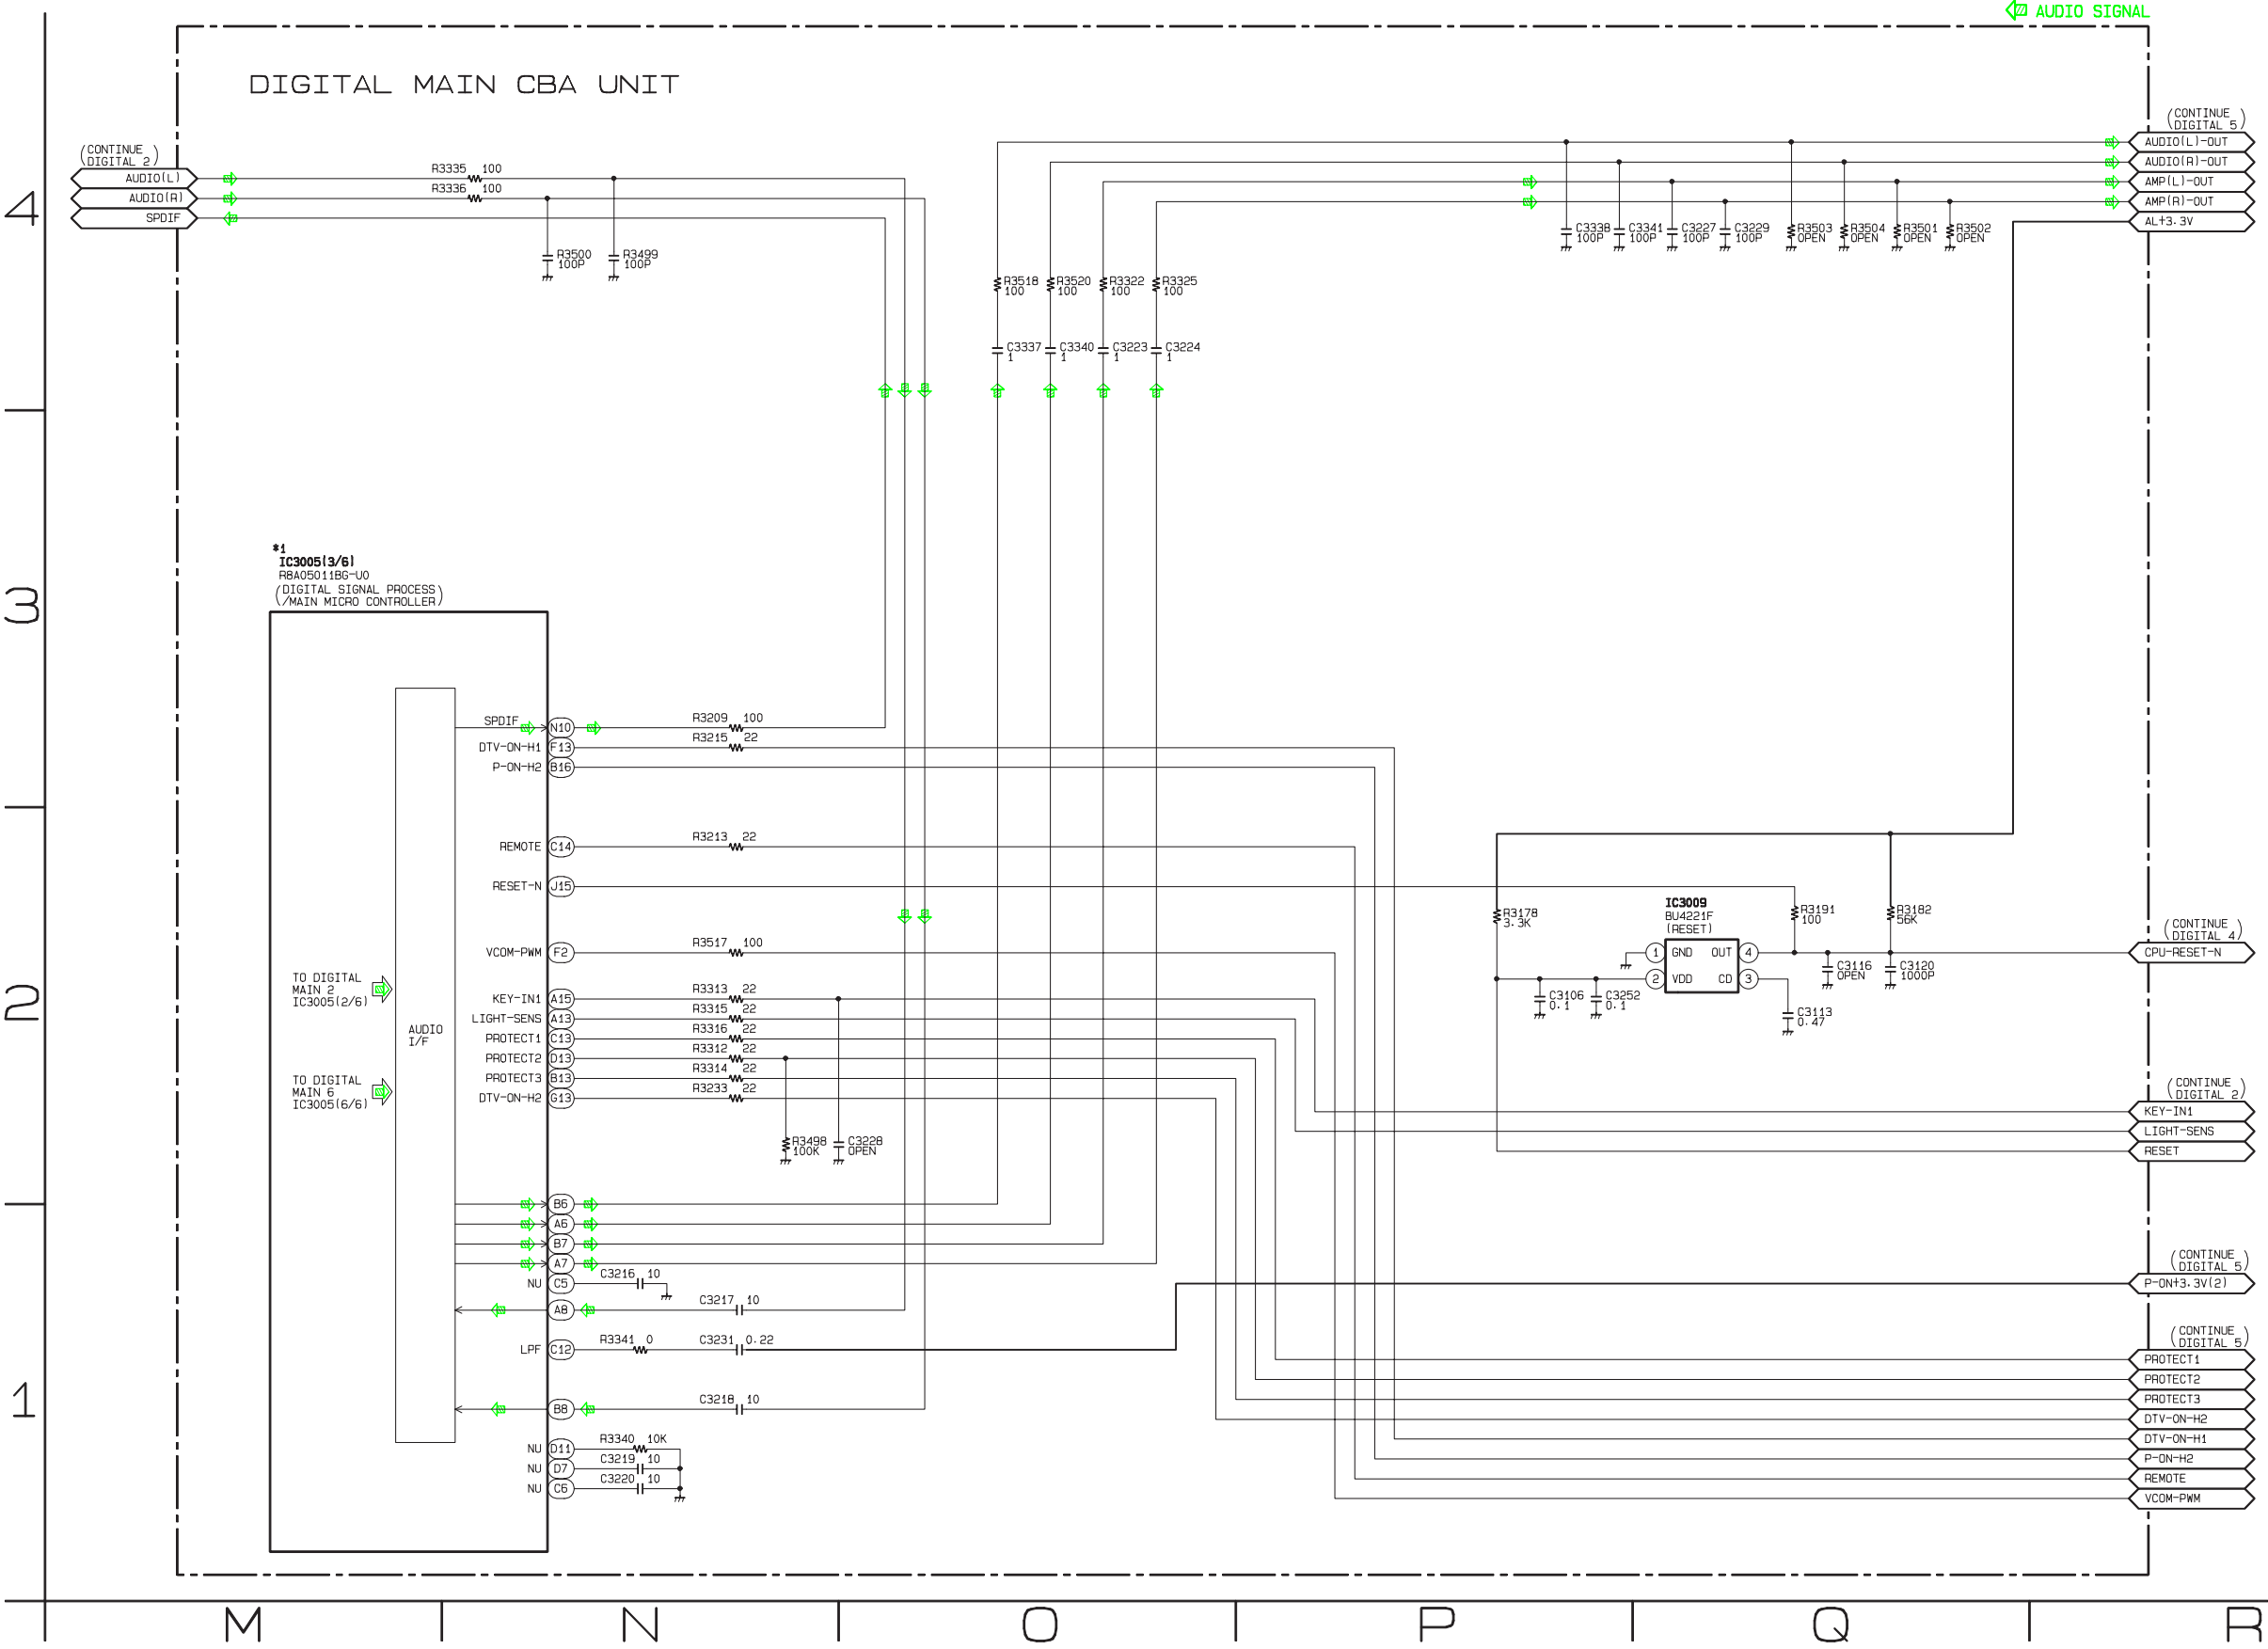 AUDIO SIGNAL
DIGITAL MAIN CBA UNIT
(CONTINUE DIGITAL 2)
AUDIO(L)
AUDIO(R)
SPDIF
R3335 100
R3336 100
R3500 100P
R3499 100P
(CONTINUE DIGITAL 5)
AUDIO(L)-OUT
AUDIO(R)-OUT
AMP(L)-OUT
AMP(R)-OUT
AL+3.3V
C3338 100P
C3341 100P
C3227 100P
C3229 100P
R3503 OPEN
R3504 OPEN
R3501 OPEN
R3502 OPEN
R3518 100
R3520 100
R3322 100
R3325 100
C3337 1
C3340 1
C3223 1
C3224 1
*1
IC3005(3/6)
R8A05011BG-U0
(DIGITAL SIGNAL PROCESS
/MAIN MICRO CONTROLLER)
SPDIF N10 R3209 100
DTV-ON-H1 F13 R3215 22
P-ON-H2 B16
REMOTE C14 R3213 22
RESET-N J15
VCOM-PWM F2 R3517 100
KEY-IN1 A15 R3313 22
LIGHT-SENS A13 R3315 22
PROTECT1 C13 R3316 22
PROTECT2 D13 R3312 22
PROTECT3 B13 R3314 22
DTV-ON-H2 G13 R3233 22
R3498 100K
C3228 OPEN
TO DIGITAL
MAIN 2
IC3005(2/6)
AUDIO
I/F
TO DIGITAL
MAIN 6
IC3005(6/6)
B6
A6
B7
A7
NU C5 C3216 10
A8 C3217 10
LPF C12 R3341 0 C3231 0.22
B8 C3218 10
NU D11 R3340 10K
NU D7 C3219 10
NU C6 C3220 10
R3178 3.3K
IC3009
BU4221F
(RESET)
1 GND OUT 4
2 VDD CD 3
R3191 100
R3182 56K
C3116 OPEN
C3120 1000P
C3106 0.1
C3252 0.1
C3113 0.47
(CONTINUE DIGITAL 4)
CPU-RESET-N
(CONTINUE DIGITAL 2)
KEY-IN1
LIGHT-SENS
RESET
(CONTINUE DIGITAL 5)
P-ON+3.3V(2)
(CONTINUE DIGITAL 5)
PROTECT1
PROTECT2
PROTECT3
DTV-ON-H2
DTV-ON-H1
P-ON-H2
REMOTE
VCOM-PWM
4
3
2
1
M N O P Q R